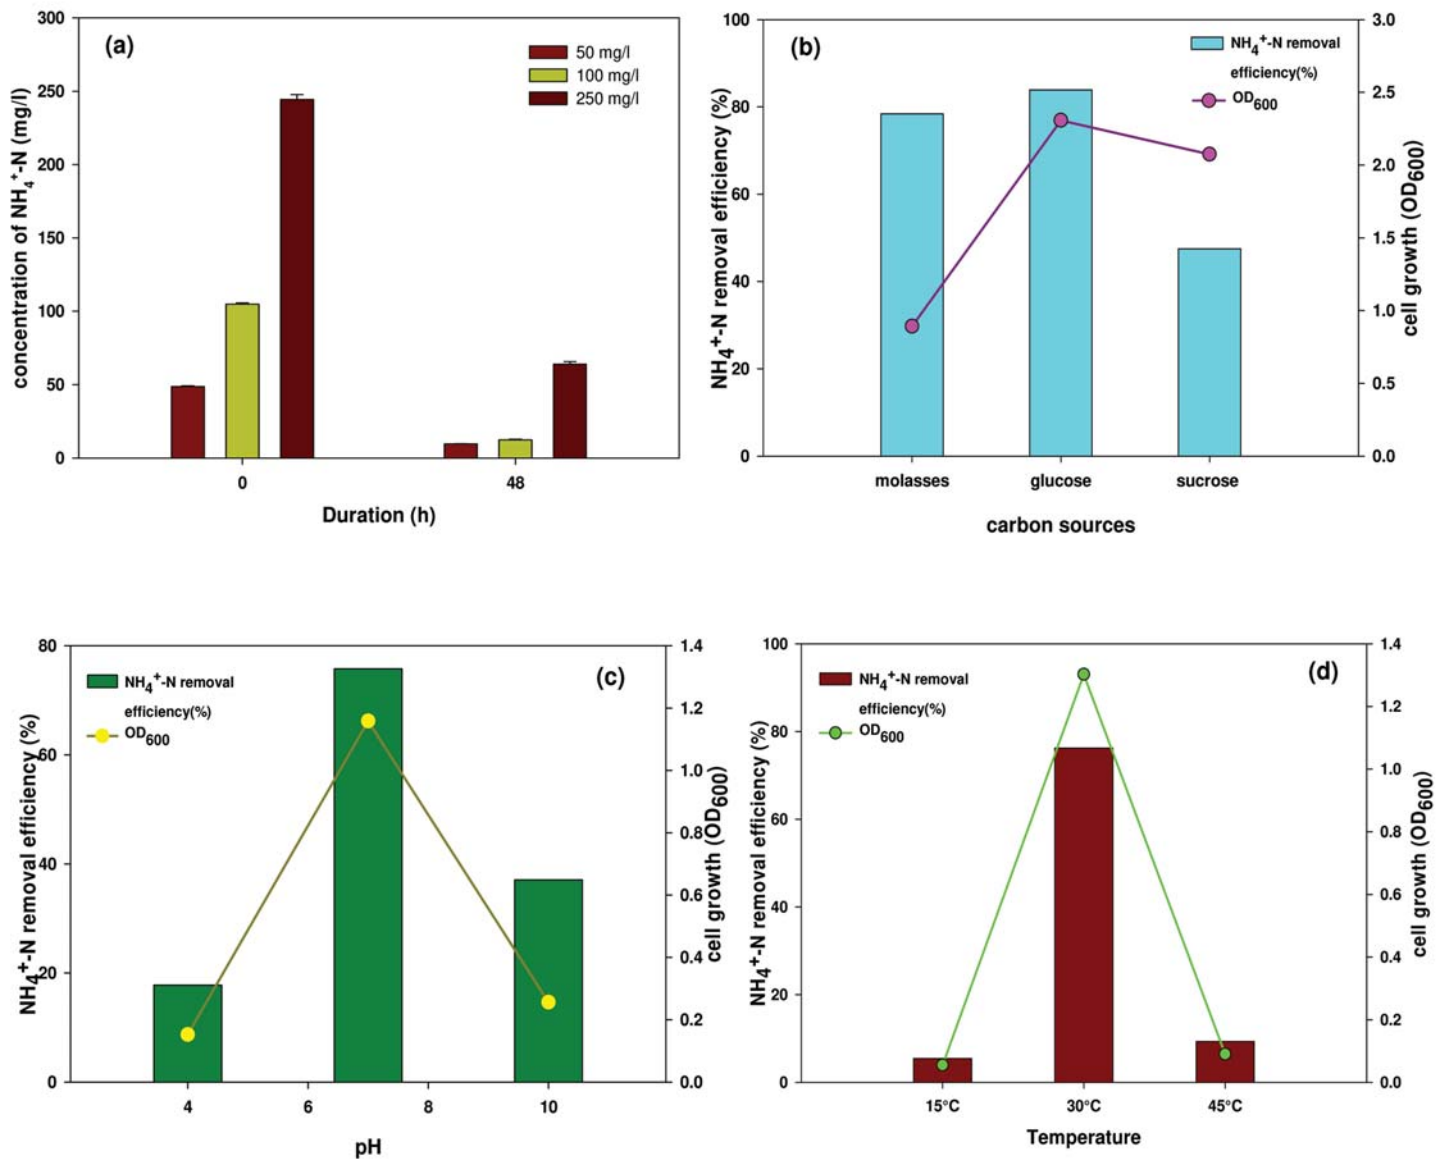 (a)
50 mg/l
100 mg/l
250 mg/l
300
250
200
150
100
50
0
concentration of NH4+-N (mg/l)
0
48
Duration (h)
(b)
NH4+-N removal
efficiency(%)
OD600
100
80
60
40
20
0
NH4+-N removal efficiency (%)
3.0
2.5
2.0
1.5
1.0
0.5
0.0
cell growth (OD600)
molasses
glucose
sucrose
carbon sources
(c)
NH4+-N removal
efficiency(%)
OD600
80
60
40
20
0
NH4+-N removal efficiency (%)
1.4
1.2
1.0
0.8
0.6
0.4
0.2
0.0
cell growth (OD600)
4
6
8
10
pH
(d)
NH4+-N removal
efficiency(%)
OD600
100
80
60
40
20
0
NH4+-N removal efficiency (%)
1.4
1.2
1.0
0.8
0.6
0.4
0.2
0.0
cell growth (OD600)
15°C
30°C
45°C
Temperature